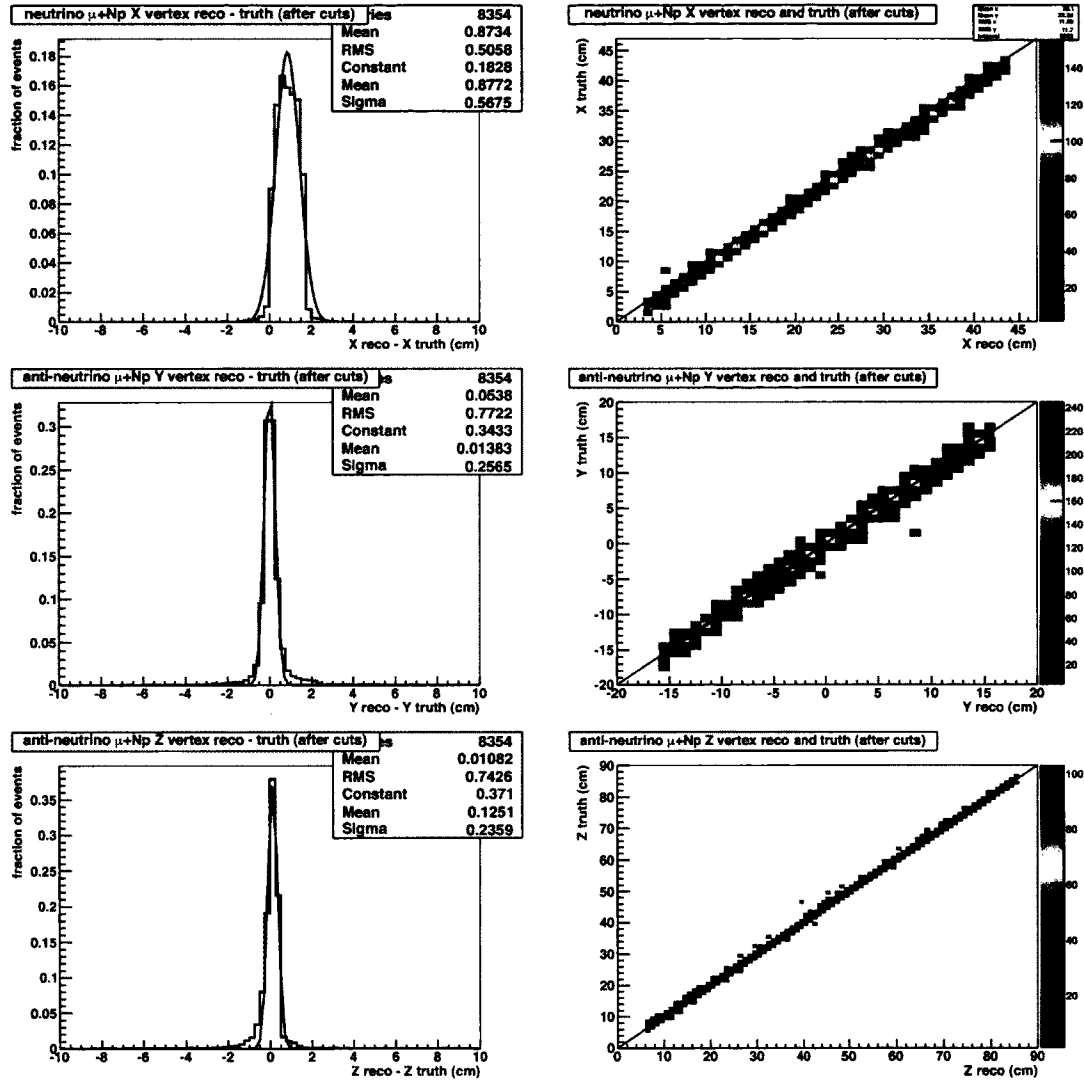 neutrino μ+Np X vertex reco - truth (after cuts)
ies 8354
Mean 0.8734
RMS 0.5058
Constant 0.1828
Mean 0.8772
Sigma 0.5675
fraction of events
0.18
0.16
0.14
0.12
0.1
0.08
0.06
0.04
0.02
0
-10 -8 -6 -4 -2 0 2 4 6 8 10
X reco - X truth (cm)
neutrino μ+Np X vertex reco and truth (after cuts)
Mean x
Mean y
RMS x
RMS y 11.7
X truth (cm)
45
40
35
30
25
20
15
10
5
0
0 5 10 15 20 25 30 35 40 45
X reco (cm)
140
120
100
80
60
40
20
anti-neutrino μ+Np Y vertex reco - truth (after cuts)
es 8354
Mean 0.0538
RMS 0.7722
Constant 0.3433
Mean 0.01383
Sigma 0.2565
fraction of events
0.3
0.25
0.2
0.15
0.1
0.05
0
-10 -8 -6 -4 -2 0 2 4 6 8 10
Y reco - Y truth (cm)
anti-neutrino μ+Np Y vertex reco and truth (after cuts)
Y truth (cm)
20
15
10
5
0
-5
-10
-15
-20
-20 -15 -10 -5 0 5 10 15 20
Y reco (cm)
240
220
200
180
160
140
120
100
80
60
40
20
anti-neutrino μ+Np Z vertex reco - truth (after cuts)
es 8354
Mean 0.01082
RMS 0.7426
Constant 0.371
Mean 0.1251
Sigma 0.2359
fraction of events
0.35
0.3
0.25
0.2
0.15
0.1
0.05
0
-10 -8 -6 -4 -2 0 2 4 6 8 10
Z reco - Z truth (cm)
anti-neutrino μ+Np Z vertex reco and truth (after cuts)
Z truth (cm)
90
80
70
60
50
40
30
20
10
0
0 10 20 30 40 50 60 70 80 90
Z reco (cm)
100
80
60
40
20